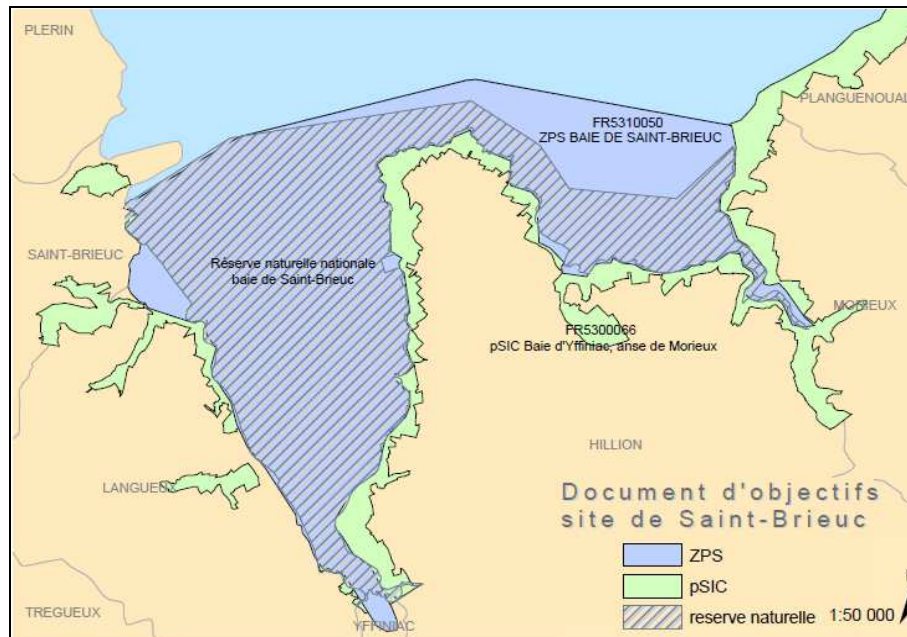 PLERIN
PLANGUENOUAL
FR5310050
ZPS BAIE DE SAINT-BRIEUC
SAINT-BRIEUC
Réserve naturelle nationale
baie de Saint-Brieuc
MORIEUX
FR5300066
pSIC Baie d'Yffiniac, anse de Morieux
HILLION
LANGUEUX
Document d'objectifs
site de Saint-Brieuc
ZPS
pSIC
reserve naturelle
1:50 000
TREGUEUX
YFFINIAC